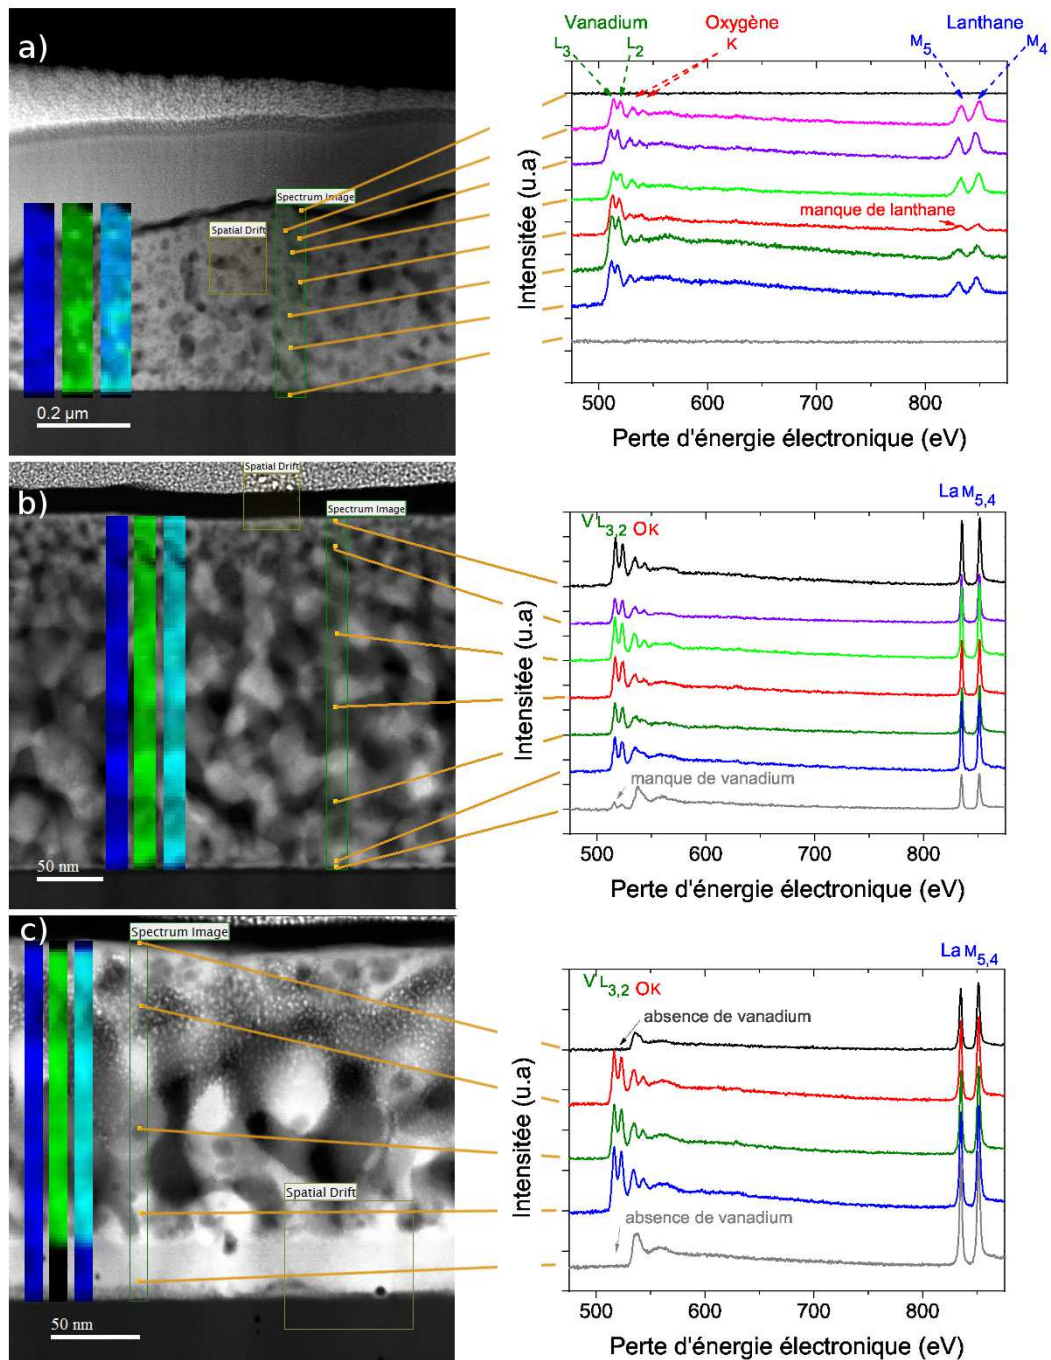 a)
Spectrum Image
Spatial Drift
0.2 µm
Vanadium
L3
L2
Oxygène
K
Lanthane
M5
M4
manque de lanthane
Intensitée (u.a)
500
600
700
800
Perte d'énergie électronique (eV)
b)
Spatial Drift
Spectrum Image
50 nm
V L3,2 OK
La M5,4
manque de vanadium
Intensitée (u.a)
500
600
700
800
Perte d'énergie électronique (eV)
c)
Spectrum Image
Spatial Drift
50 nm
V L3,2 OK
La M5,4
absence de vanadium
absence de vanadium
Intensitée (u.a)
500
600
700
800
Perte d'énergie électronique (eV)